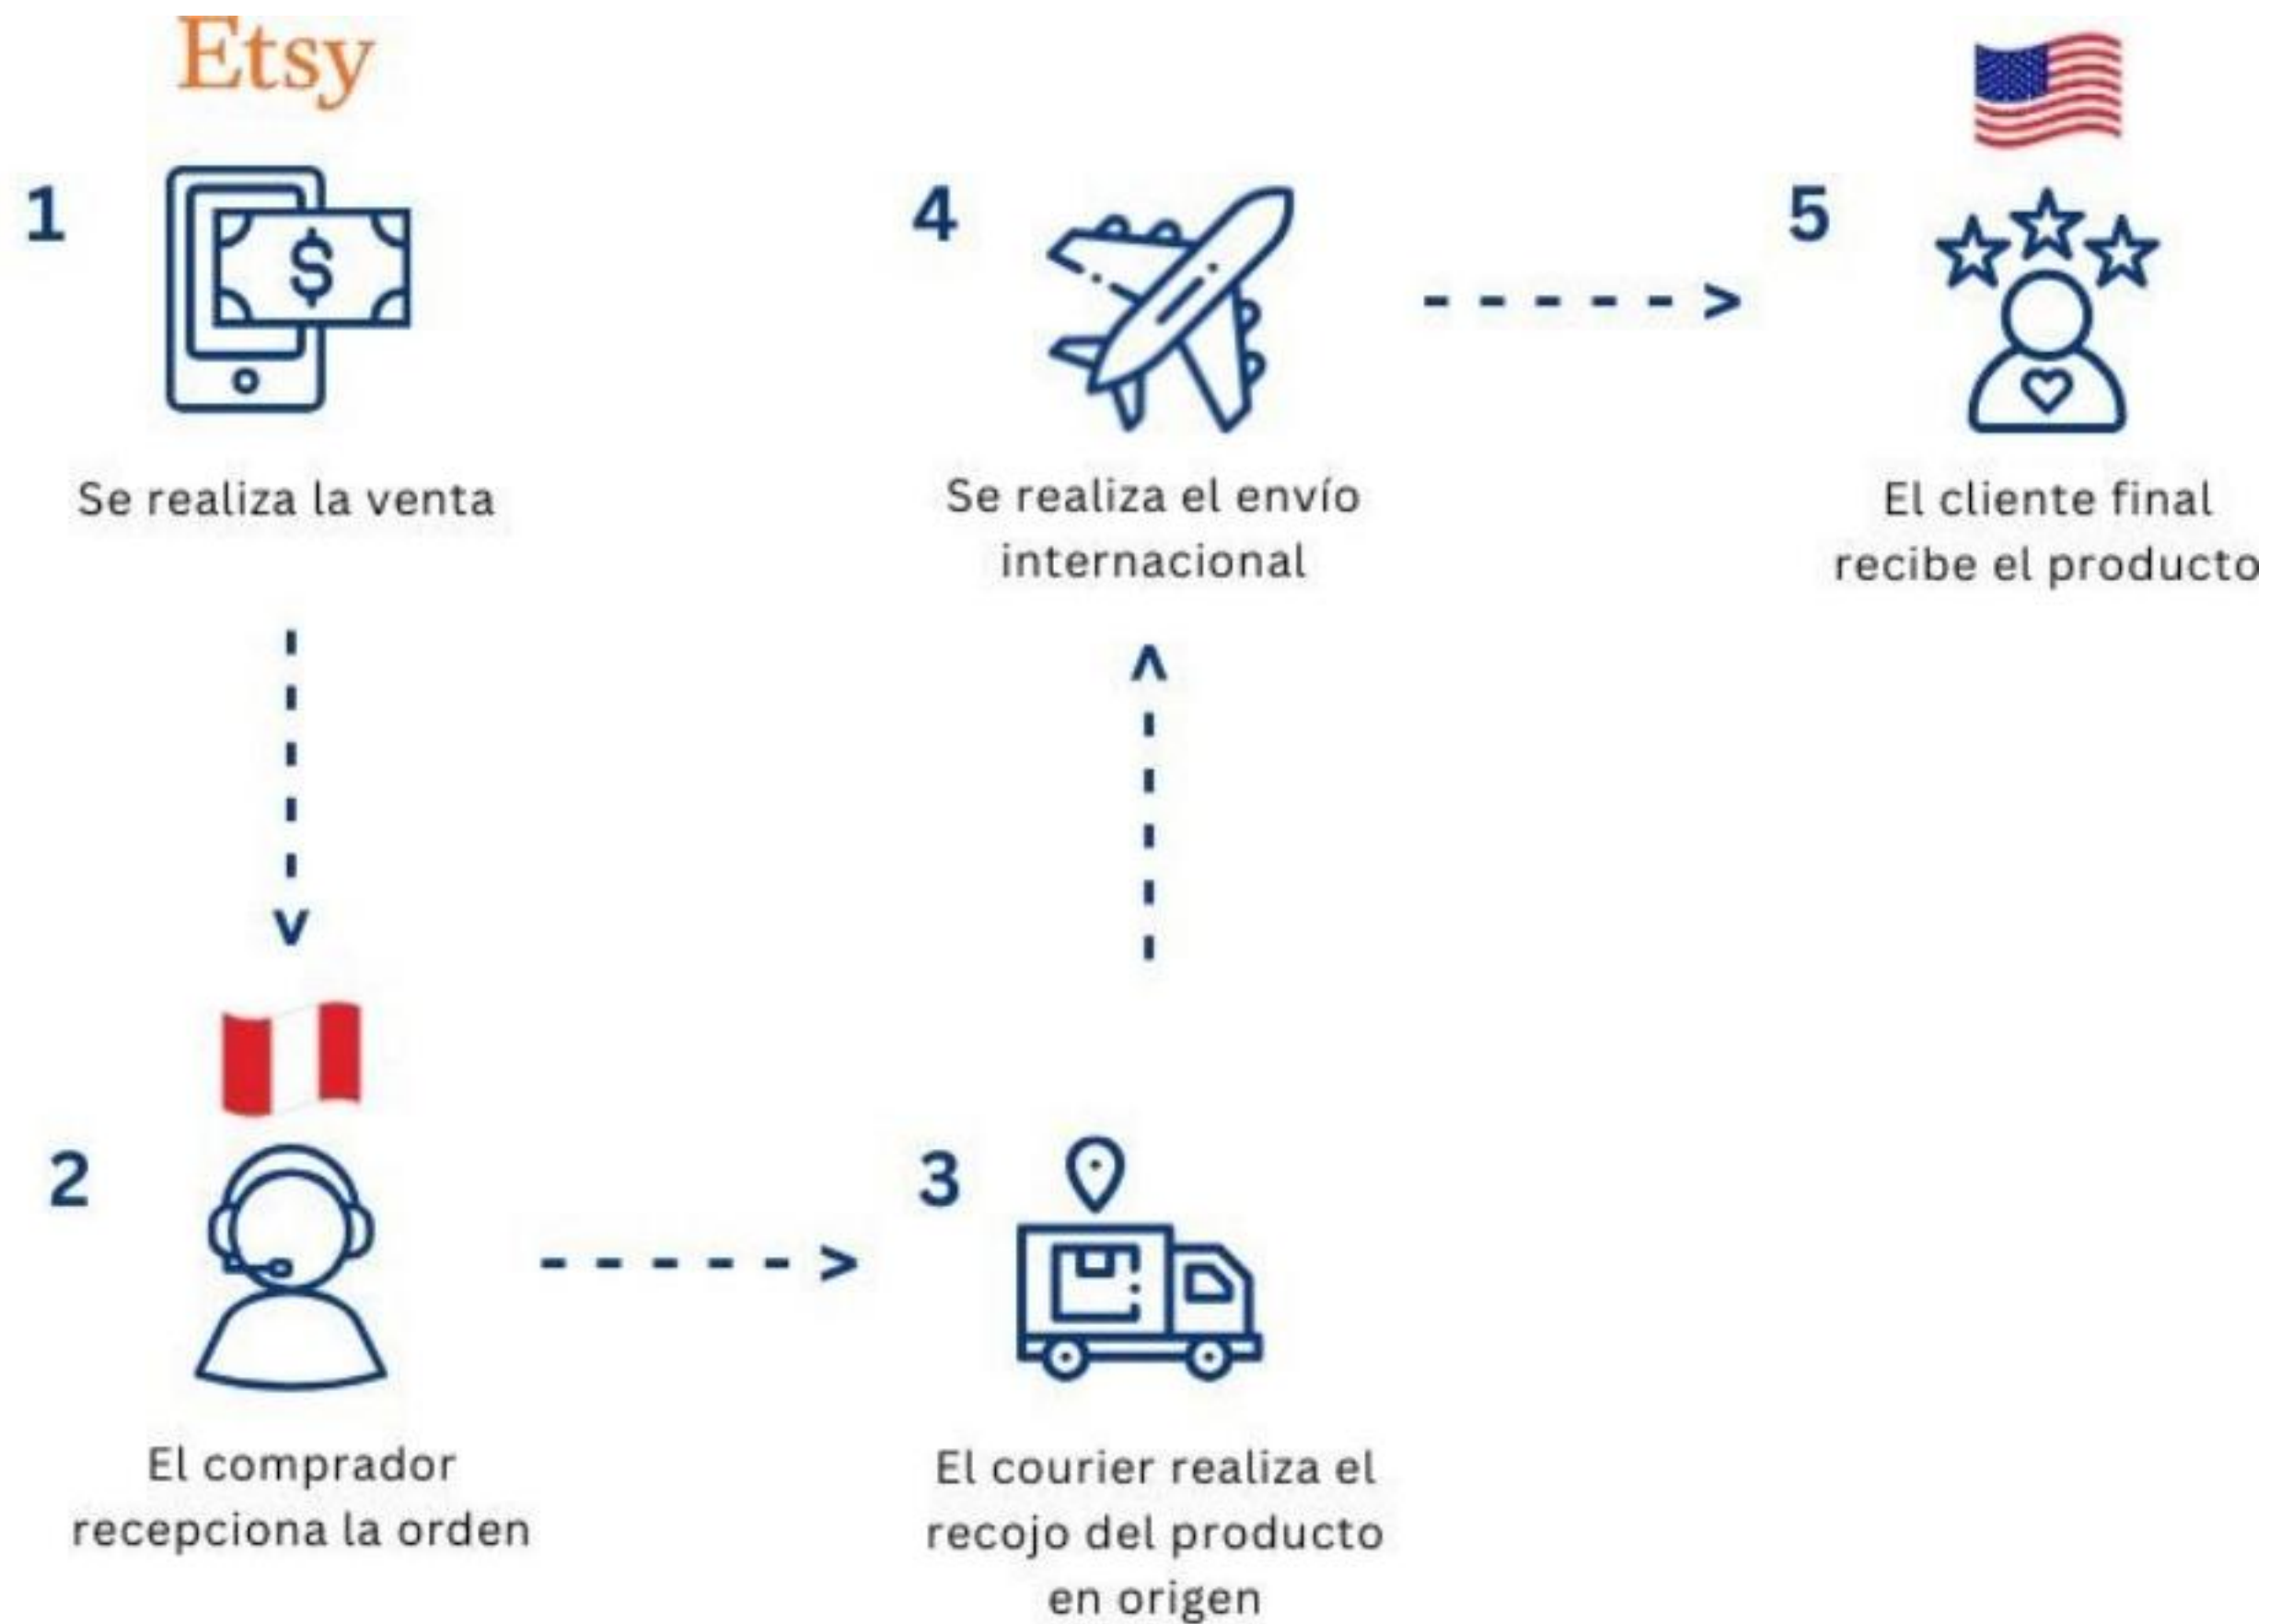 Etsy
1
Se realiza la venta
2
El comprador
recepciona la orden
3
El courier realiza el
recojo del producto
en origen
4
Se realiza el envío
internacional
5
El cliente final
recibe el producto